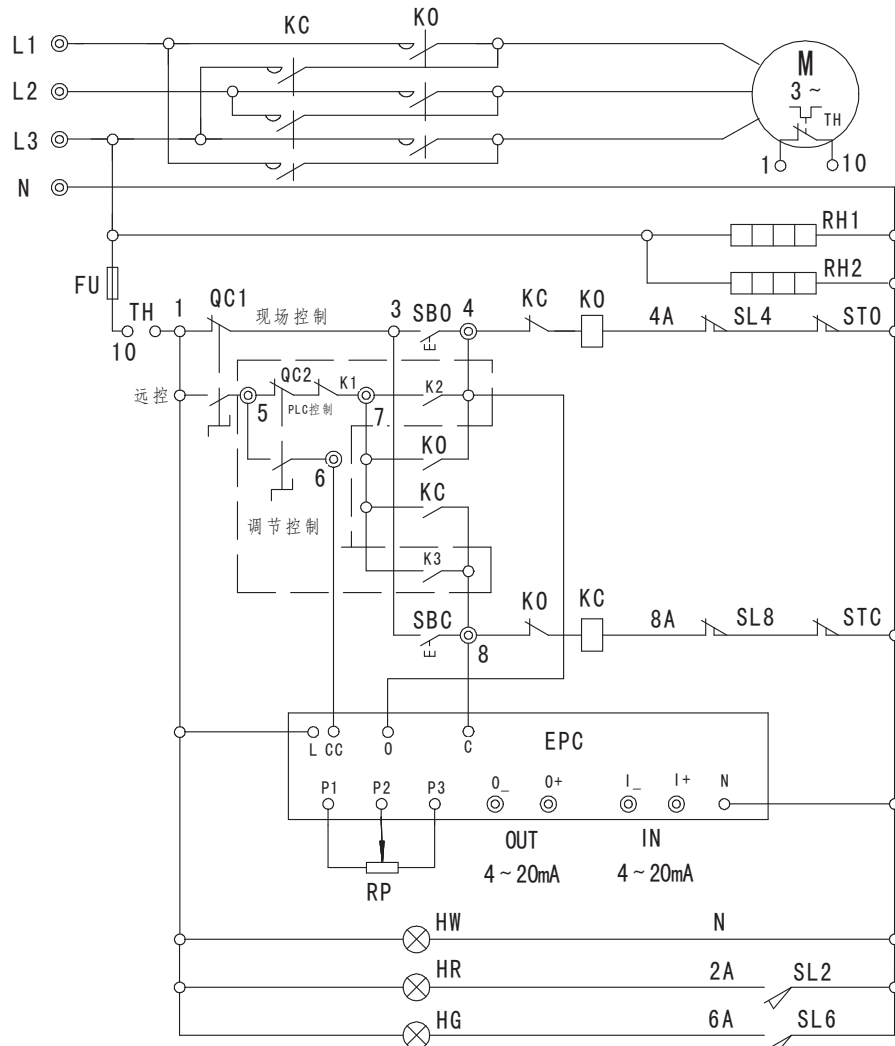 KC KO
L1
L2
L3
N
M
3~
TH
1 10
RH1
RH2
FU
10 TH 1 QC1 现场控制 3 SBO 4 KC KO 4A SL4 STO
远控 5 QC2 K1 7 K2
PLC控制
6 KO
调节控制
KC
K3
SBC 8 KO KC 8A SL8 STC
L CC O C EPC
P1 P2 P3 O_ O+ I_ I+ N
OUT IN
4~20mA 4~20mA
RP
HW N
HR 2A SL2
HG 6A SL6